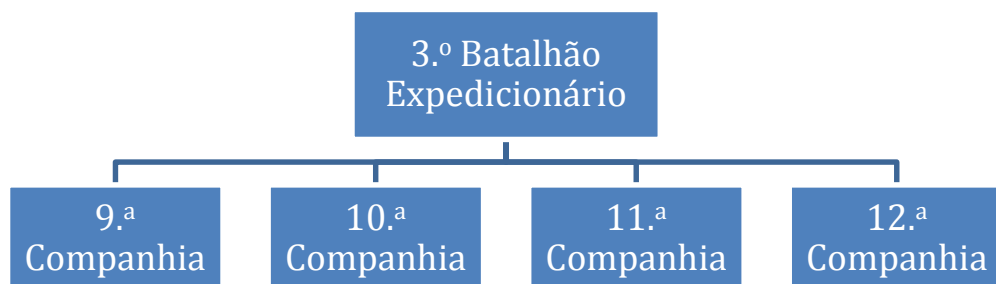 3.º Batalhão
Expedicionário
9.ª
Companhia
10.ª
Companhia
11.ª
Companhia
12.ª
Companhia